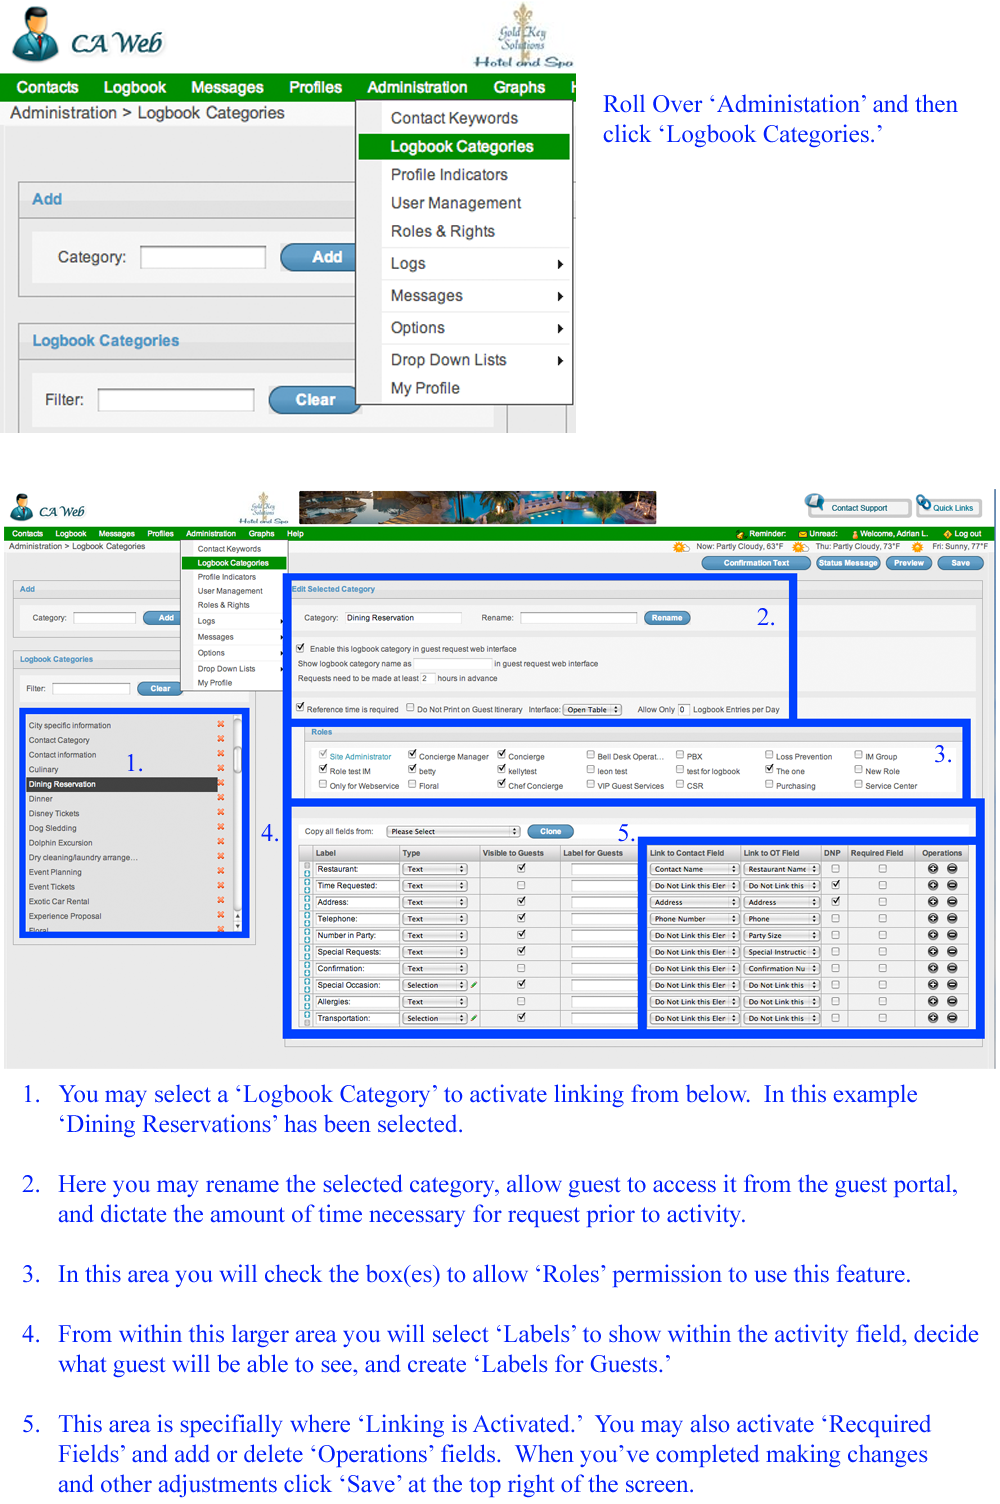 CA Web
Gold Key
Solutions
Hotel and Spa
Contacts Logbook Messages Profiles Administration Graphs
Administration > Logbook Categories
Contact Keywords
Logbook Categories
Profile Indicators
User Management
Roles & Rights
Logs
Messages
Options
Drop Down Lists
My Profile
Add
Category: Add
Logbook Categories
Filter: Clear
Roll Over ‘Administation’ and then
click ‘Logbook Categories.’
CA Web
Gold Key
Solutions
Hotel and Spa
Contact Support Quick Links
Contacts Logbook Messages Profiles Administration Graphs Help
Reminder: Unread: Welcome, Adrian L. Log out
Administration > Logbook Categories
Now: Partly Cloudy, 63°F Thu: Partly Cloudy, 73°F Fri: Sunny, 77°F
Confirmation Text Status Message Preview Save
Contact Keywords
Logbook Categories
Profile Indicators
User Management
Roles & Rights
Logs
Messages
Options
Drop Down Lists
My Profile
Add
Category: Add
Logbook Categories
Filter: Clear
City specific information
Contact Category
Contact information
Culinary
Dining Reservation
Dinner
Disney Tickets
Dog Sledding
Dolphin Excursion
Dry cleaning/laundry arrange...
Event Planning
Event Tickets
Exotic Car Rental
Experience Proposal
Floral
1.
Edit Selected Category
Category: Dining Reservation Rename: Rename
2.
Enable this logbook category in guest request web interface
Show logbook category name as in guest request web interface
Requests need to be made at least 2 hours in advance
Reference time is required Do Not Print on Guest Itinerary Interface: Open Table Allow Only 0 Logbook Entries per Day
Roles
3.
Site Administrator Concierge Manager Concierge Bell Desk Operat... PBX Loss Prevention IM Group
Role test IM betty kellytest leon test test for logbook The one New Role
Only for Webservice Floral Chef Concierge VIP Guest Services CSR Purchasing Service Center
4.
Copy all fields from: Please Select Clone
5.
Label Type Visible to Guests Label for Guests Link to Contact Field Link to OT Field DNP Required Field Operations
Restaurant: Text Contact Name Restaurant Name
Time Requested: Text Do Not Link this Eler Do Not Link this
Address: Text Address Address
Telephone: Text Phone Number Phone
Number in Party: Text Do Not Link this Eler Party Size
Special Requests: Text Do Not Link this Eler Special Instructic
Confirmation: Text Do Not Link this Eler Confirmation Nu
Special Occasion: Selection Do Not Link this Eler Do Not Link this
Allergies: Text Do Not Link this Eler Do Not Link this
Transportation: Selection Do Not Link this Eler Do Not Link this
1. You may select a ‘Logbook Category’ to activate linking from below. In this example
‘Dining Reservations’ has been selected.
2. Here you may rename the selected category, allow guest to access it from the guest portal,
and dictate the amount of time necessary for request prior to activity.
3. In this area you will check the box(es) to allow ‘Roles’ permission to use this feature.
4. From within this larger area you will select ‘Labels’ to show within the activity field, decide
what guest will be able to see, and create ‘Labels for Guests.’
5. This area is specifially where ‘Linking is Activated.’ You may also activate ‘Recquired
Fields’ and add or delete ‘Operations’ fields. When you’ve completed making changes
and other adjustments click ‘Save’ at the top right of the screen.